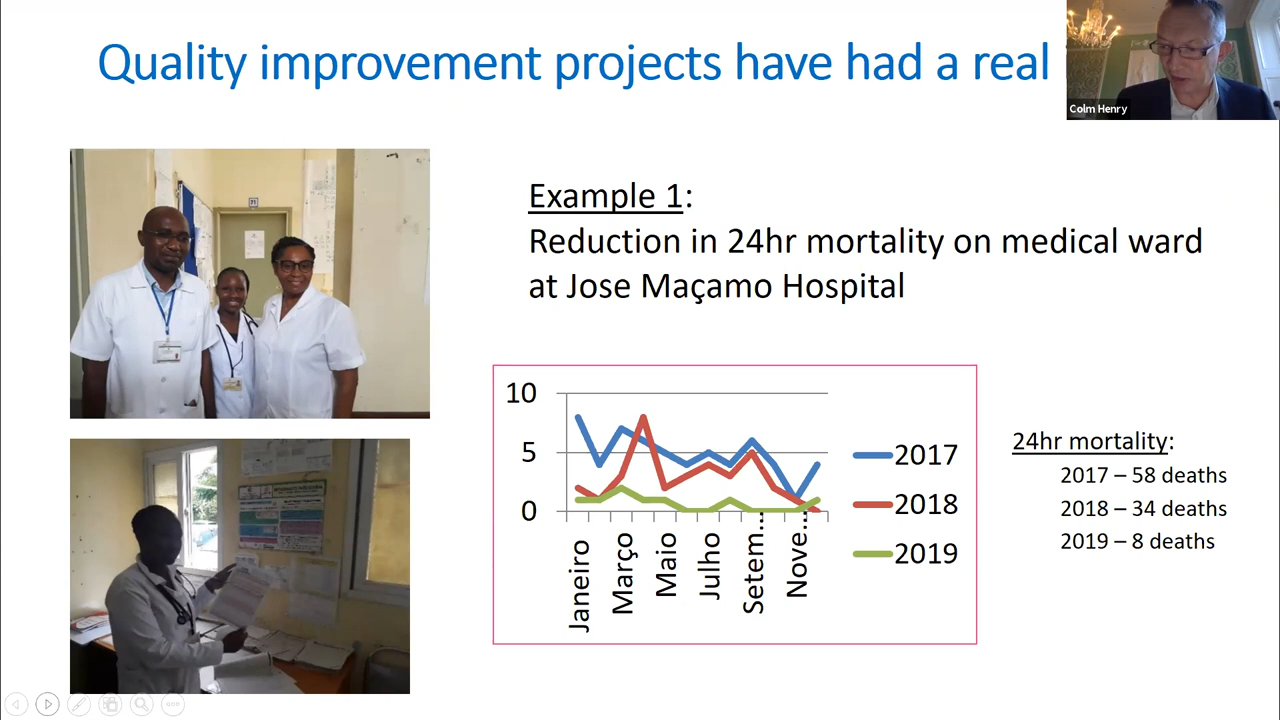 Quality improvement projects have had a real
Colm Henry
Example 1:
Reduction in 24hr mortality on medical ward
at Jose Maçamo Hospital
10
5
0
Janeiro
Março
Maio
Julho
Setem...
Nove...
2017
2018
2019
24hr mortality:
2017 – 58 deaths
2018 – 34 deaths
2019 – 8 deaths